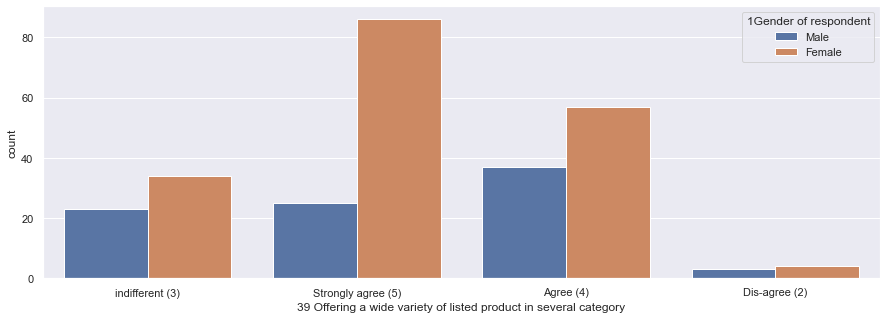 1Gender of respondent
Male
Female
80
60
40
20
0
count
indifferent (3) Strongly agree (5) Agree (4) Dis-agree (2)
39 Offering a wide variety of listed product in several category